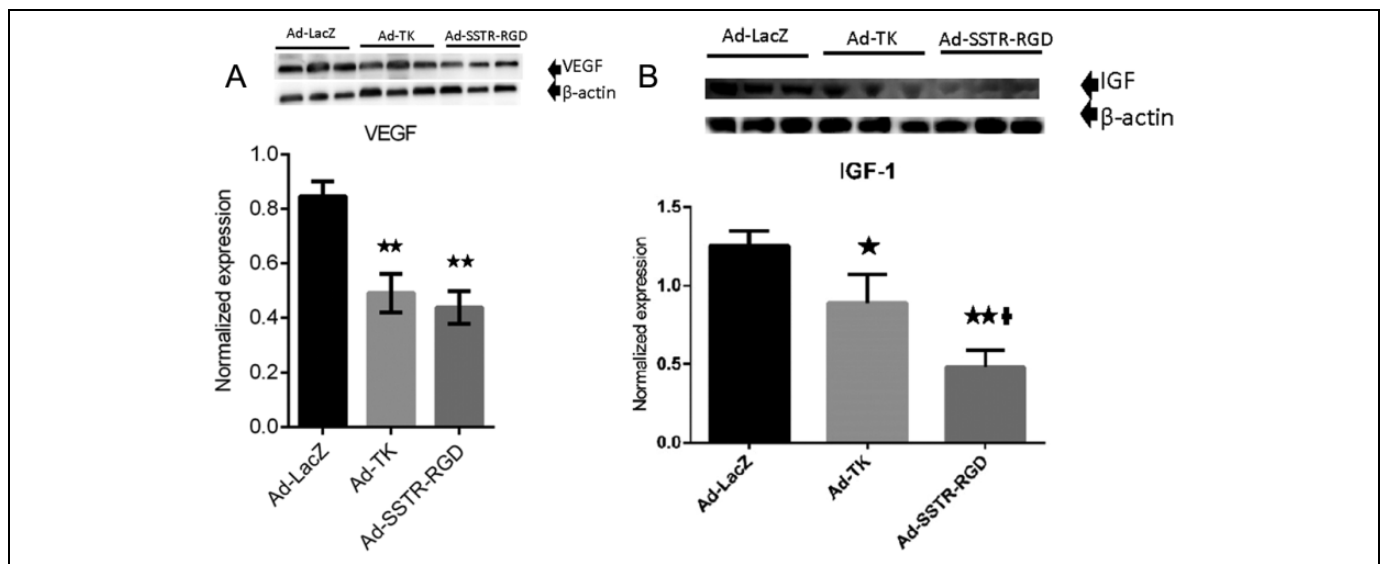 A
Ad-LacZ Ad-TK Ad-SSTR-RGD
VEGF
β-actin
VEGF
Normalized expression
1.0
0.8
0.6
0.4
0.2
0.0
★★
★★
Ad-LacZ
Ad-TK
Ad-SSTR-RGD
B
Ad-LacZ Ad-TK Ad-SSTR-RGD
IGF
β-actin
IGF-1
Normalized expression
1.5
1.0
0.5
0.0
★
★★‡
Ad-LacZ
Ad-TK
Ad-SSTR-RGD